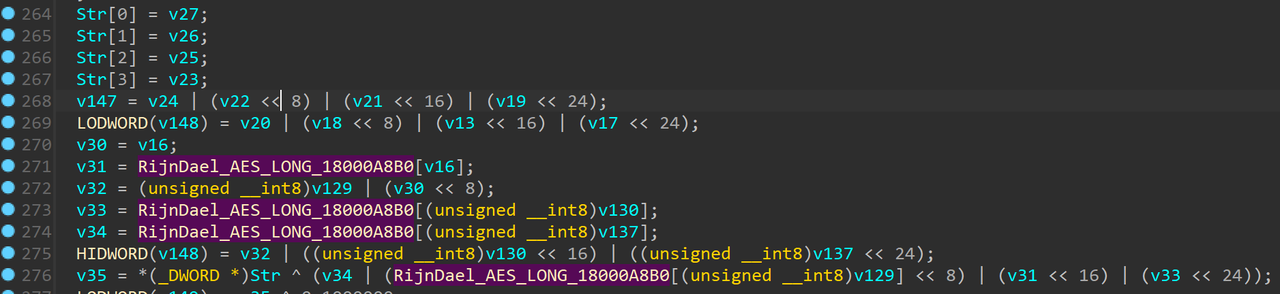 264 Str[0] = v27;
265 Str[1] = v26;
266 Str[2] = v25;
267 Str[3] = v23;
268 v147 = v24 | (v22 << 8) | (v21 << 16) | (v19 << 24);
269 LODWORD(v148) = v20 | (v18 << 8) | (v13 << 16) | (v17 << 24);
270 v30 = v16;
271 v31 = RijnDael_AES_LONG_18000A8B0[v16];
272 v32 = (unsigned __int8)v129 | (v30 << 8);
273 v33 = RijnDael_AES_LONG_18000A8B0[(unsigned __int8)v130];
274 v34 = RijnDael_AES_LONG_18000A8B0[(unsigned __int8)v137];
275 HIDWORD(v148) = v32 | ((unsigned __int8)v130 << 16) | ((unsigned __int8)v137 << 24);
276 v35 = *(_DWORD *)Str ^ (v34 | (RijnDael_AES_LONG_18000A8B0[(unsigned __int8)v129] << 8) | (v31 << 16) | (v33 << 24));